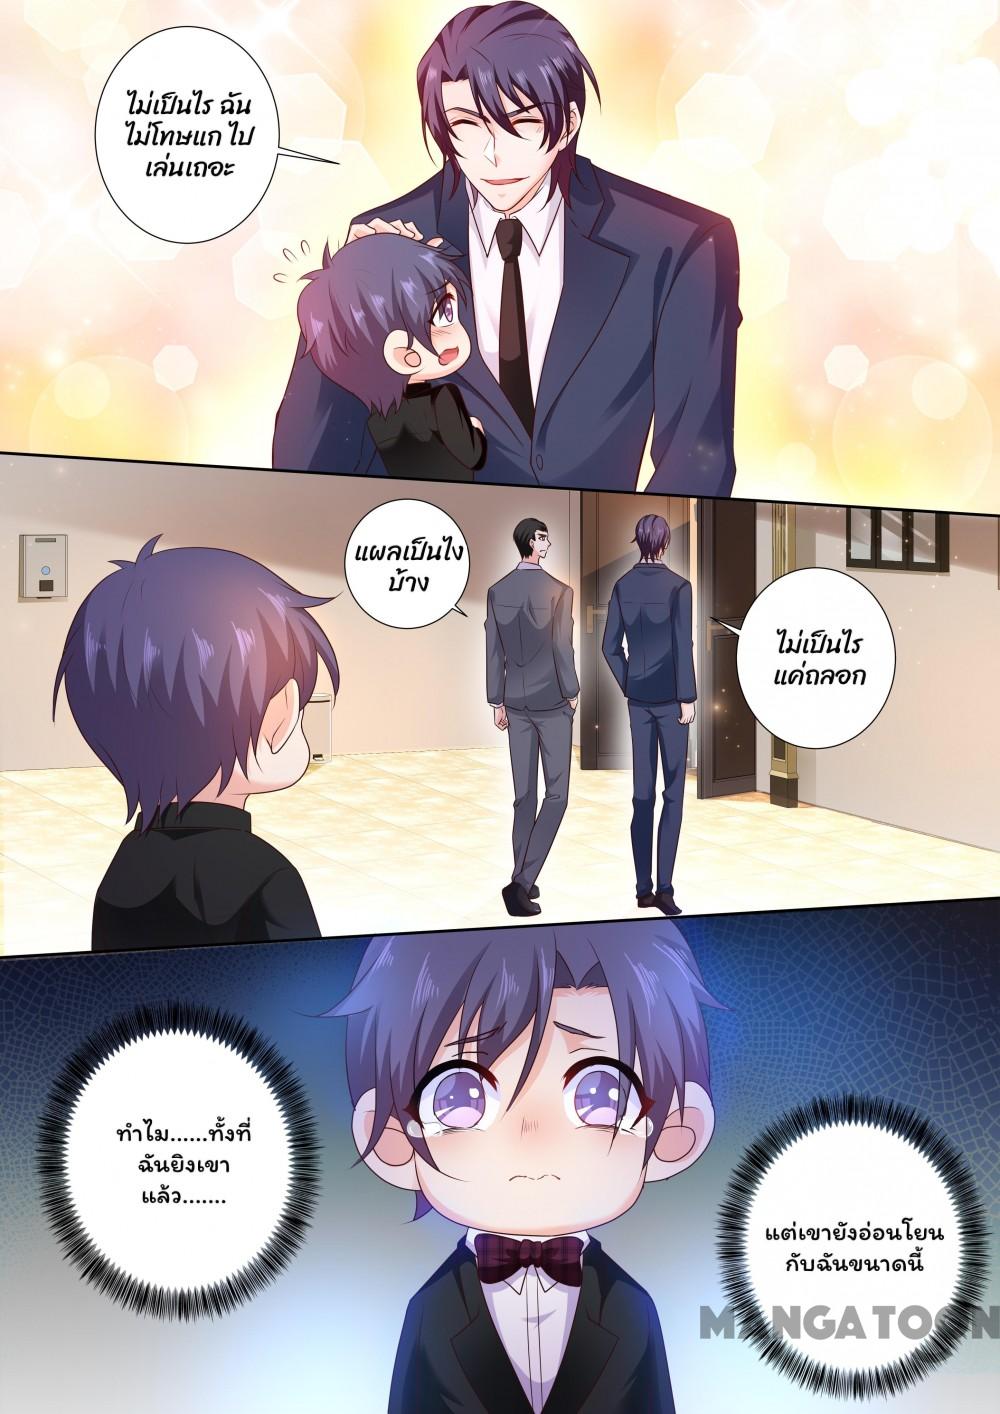 ไม่เป็นไร ฉัน
ไม่โทษแก ไป
เล่นเถอะ
แผลเป็นไง
บ้าง
ไม่เป็นไร
แค่ถลอก
ทำไม......ทั้งที่
ฉันยิงเขา
แล้ว.......
แต่เขายังอ่อนโยน
กับฉันขนาดนี้
MANGATOON